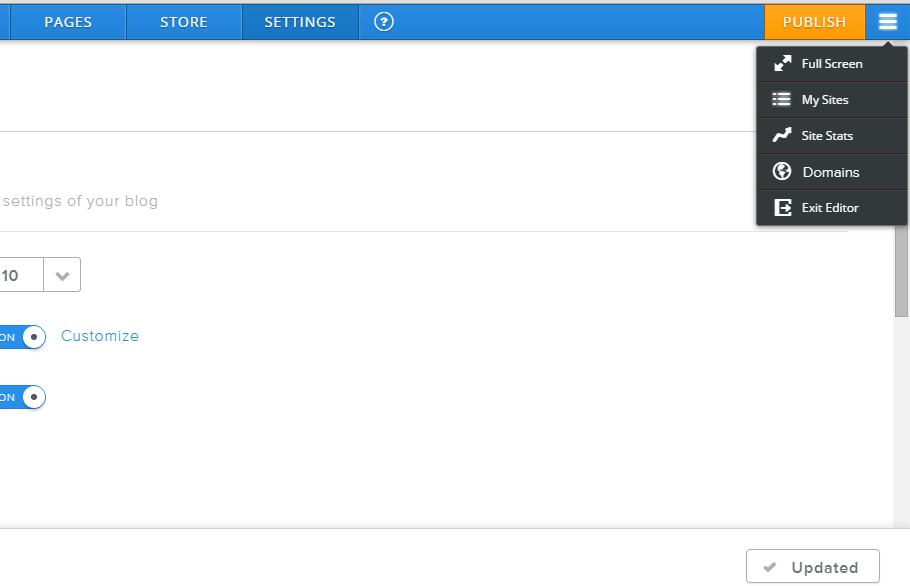 PAGES STORE SETTINGS ? PUBLISH
Full Screen
My Sites
Site Stats
Domains
Exit Editor
settings of your blog
10
ON Customize
ON
Updated